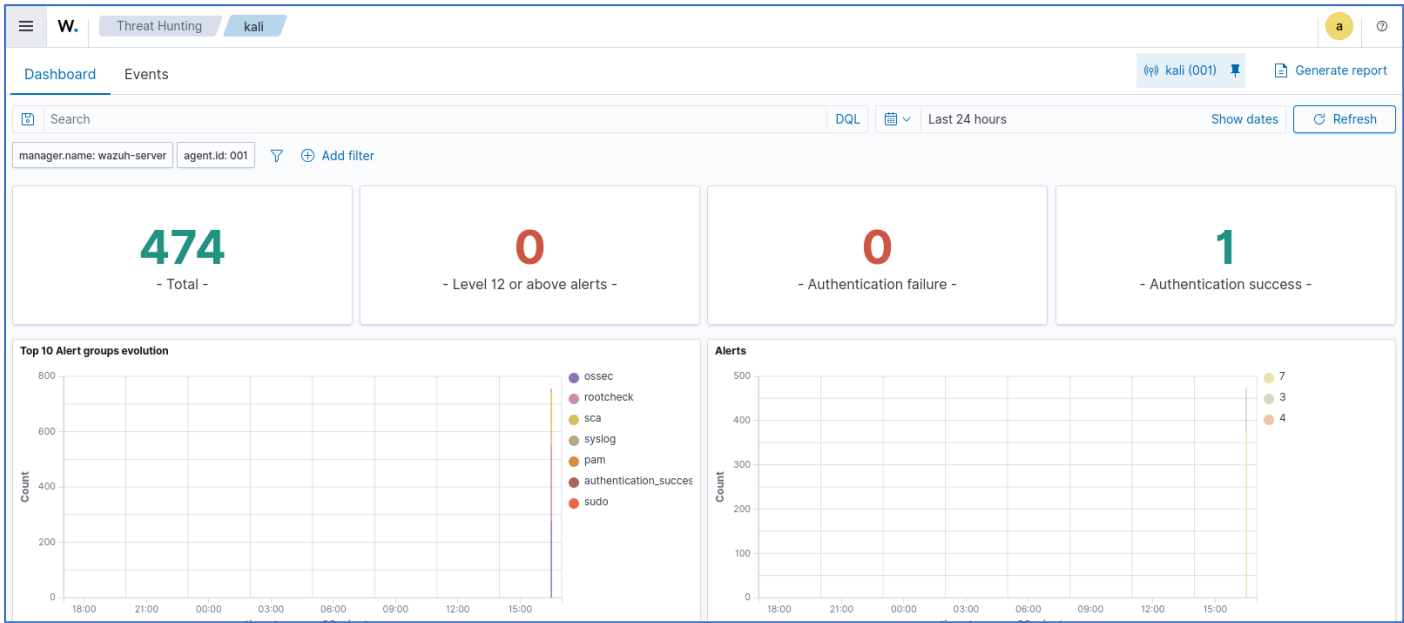 W. Threat Hunting kali a
Dashboard Events kali (001) Generate report
Search DQL Last 24 hours Show dates Refresh
manager.name: wazuh-server agent.id: 001 Add filter
474 0 0 1
- Total - - Level 12 or above alerts - - Authentication failure - - Authentication success -
Top 10 Alert groups evolution
800
600
400
200
0
Count
18:00 21:00 00:00 03:00 06:00 09:00 12:00 15:00
ossec
rootcheck
sca
syslog
pam
authentication_succes
sudo
Alerts
500
400
300
200
100
0
Count
18:00 21:00 00:00 03:00 06:00 09:00 12:00 15:00
7
3
4